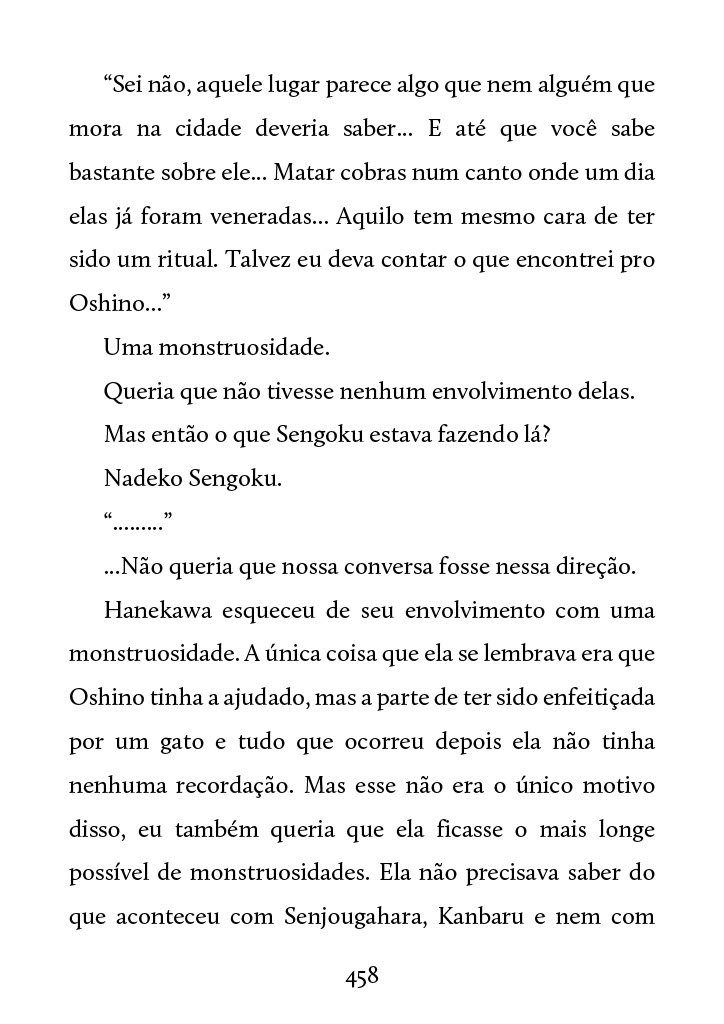 “Sei não, aquele lugar parece algo que nem alguém que
mora na cidade deveria saber... E até que você sabe
bastante sobre ele... Matar cobras num canto onde um dia
elas já foram veneradas... Aquilo tem mesmo cara de ter
sido um ritual. Talvez eu deva contar o que encontrei pro
Oshino...”
Uma monstruosidade.
Queria que não tivesse nenhum envolvimento delas.
Mas então o que Sengoku estava fazendo lá?
Nadeko Sengoku.
“.........”
...Não queria que nossa conversa fosse nessa direção.
Hanekawa esqueceu de seu envolvimento com uma
monstruosidade. A única coisa que ela se lembrava era que
Oshino tinha a ajudado, mas a parte de ter sido enfeitiçada
por um gato e tudo que ocorreu depois ela não tinha
nenhuma recordação. Mas esse não era o único motivo
disso, eu também queria que ela ficasse o mais longe
possível de monstruosidades. Ela não precisava saber do
que aconteceu com Senjougahara, Kanbaru e nem com
458